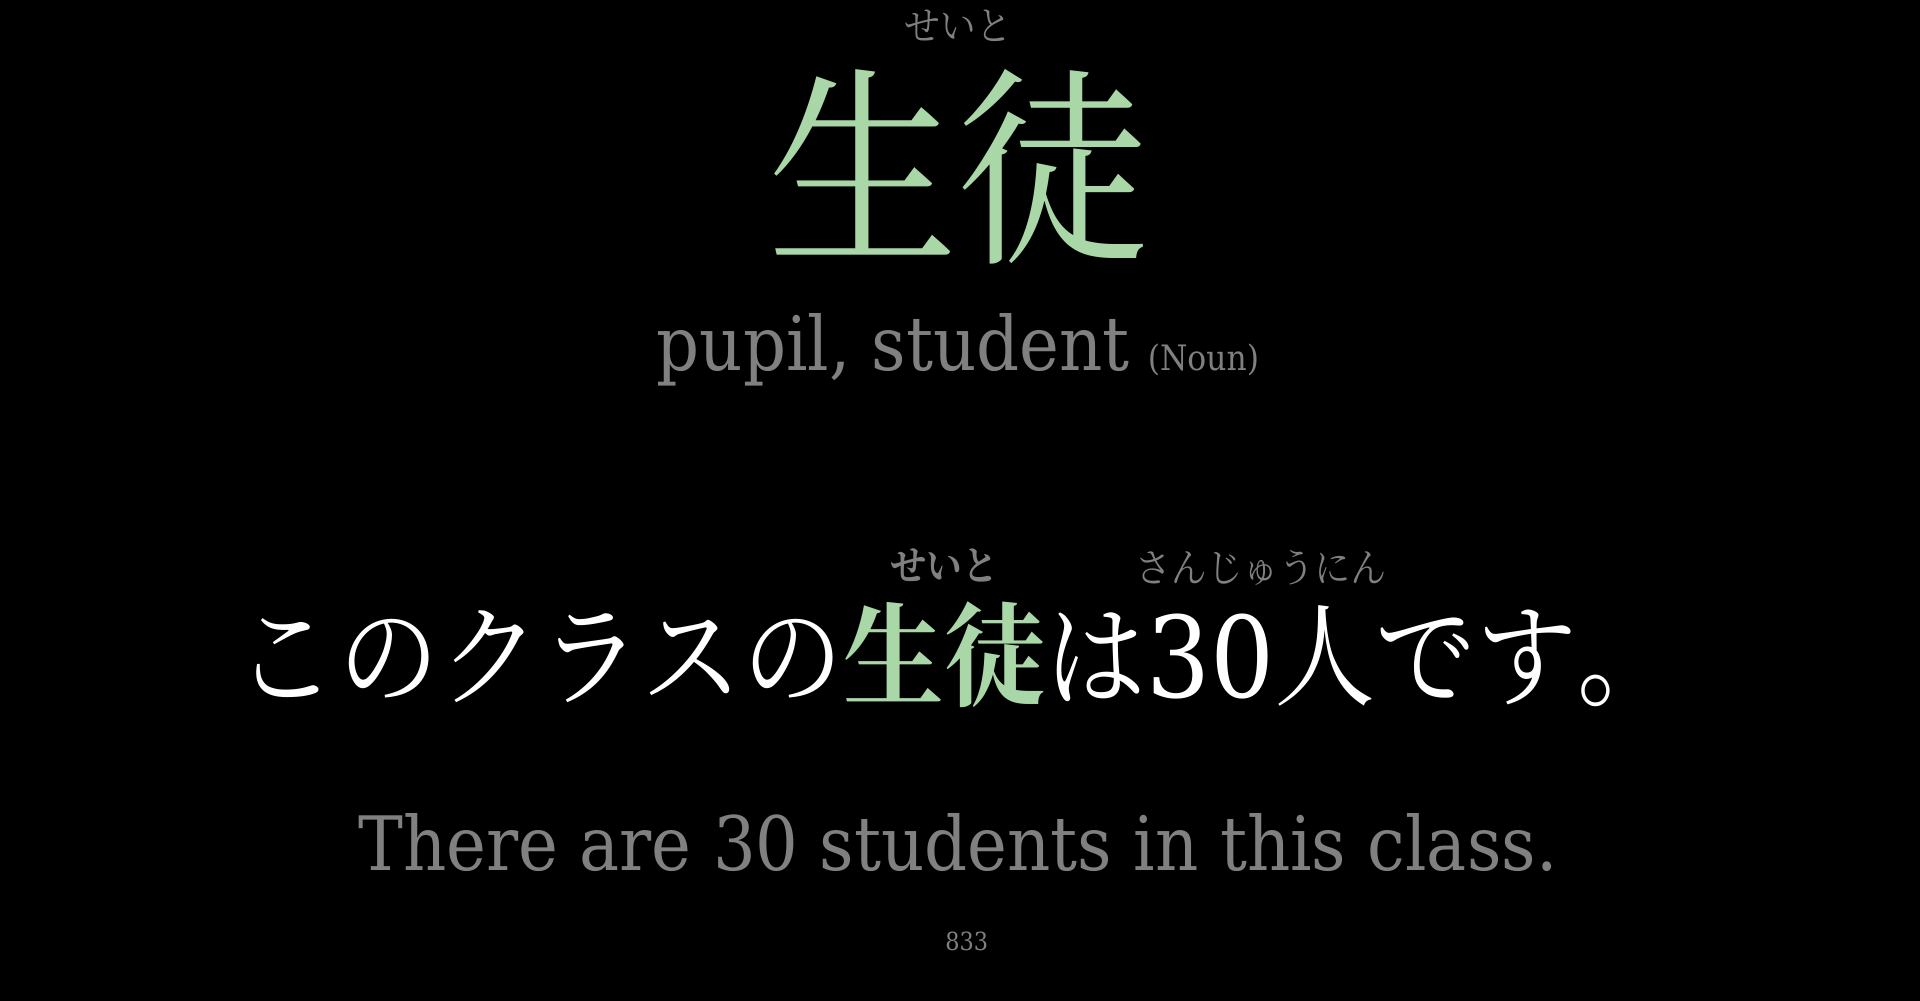 せいと
生徒
pupil, student (Noun)
せいと さんじゅうにん
このクラスの生徒は30人です。
There are 30 students in this class.
833